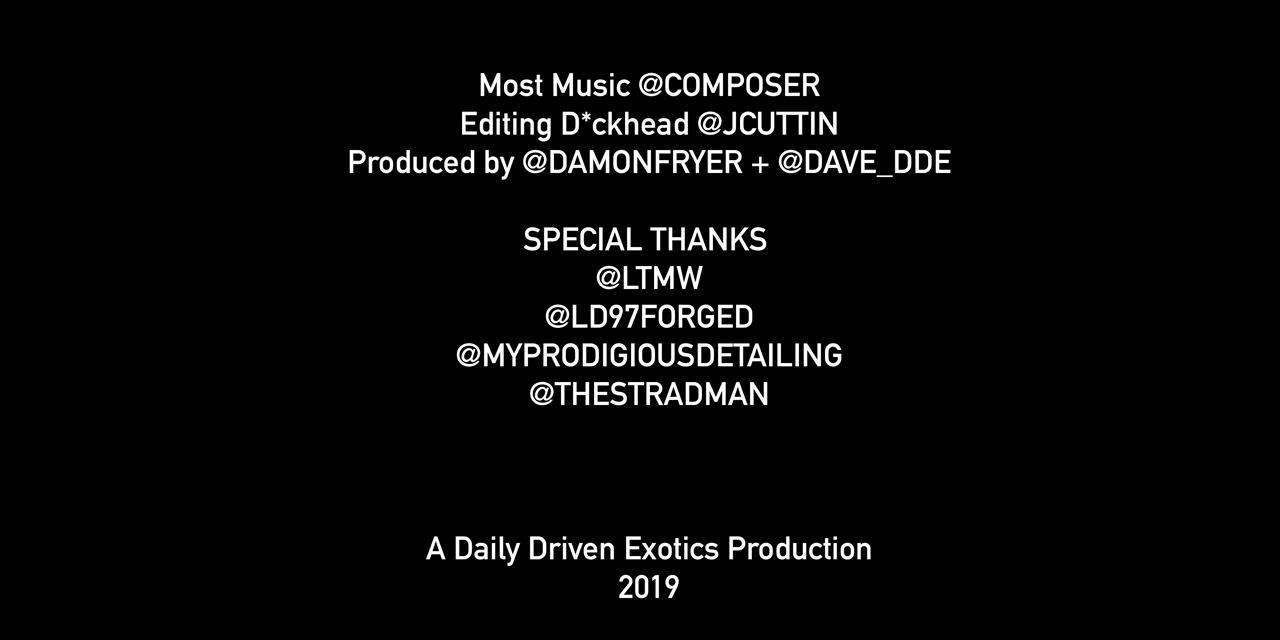 Most Music @COMPOSER
Editing D*ckhead @JCUTTIN
Produced by @DAMONFRYER + @DAVE_DDE
SPECIAL THANKS
@LTMW
@LD97FORGED
@MYPRODIGIOUSDETAILING
@THESTRADMAN
A Daily Driven Exotics Production
2019